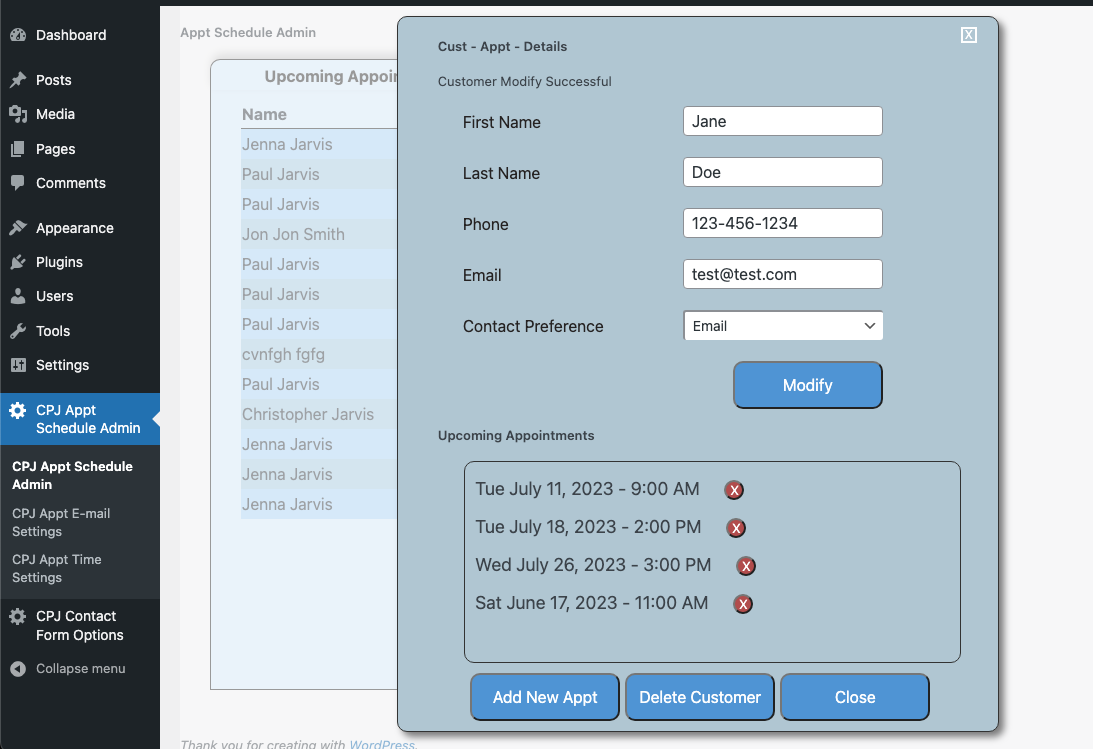 Dashboard
Posts
Media
Pages
Comments
Appearance
Plugins
Users
Tools
Settings
CPJ Appt
Schedule Admin
CPJ Appt Schedule
Admin
CPJ Appt E-mail
Settings
CPJ Appt Time
Settings
CPJ Contact
Form Options
Collapse menu
Appt Schedule Admin
Upcoming Appoi
Name
Jenna Jarvis
Paul Jarvis
Paul Jarvis
Jon Jon Smith
Paul Jarvis
Paul Jarvis
Paul Jarvis
cvnfgh fgfg
Paul Jarvis
Christopher Jarvis
Jenna Jarvis
Jenna Jarvis
Jenna Jarvis
Thank you for creating with WordPress.
X
Cust - Appt - Details
Customer Modify Successful
First Name Jane
Last Name Doe
Phone 123-456-1234
Email test@test.com
Contact Preference Email
Modify
Upcoming Appointments
Tue July 11, 2023 - 9:00 AM X
Tue July 18, 2023 - 2:00 PM X
Wed July 26, 2023 - 3:00 PM X
Sat June 17, 2023 - 11:00 AM X
Add New Appt Delete Customer Close